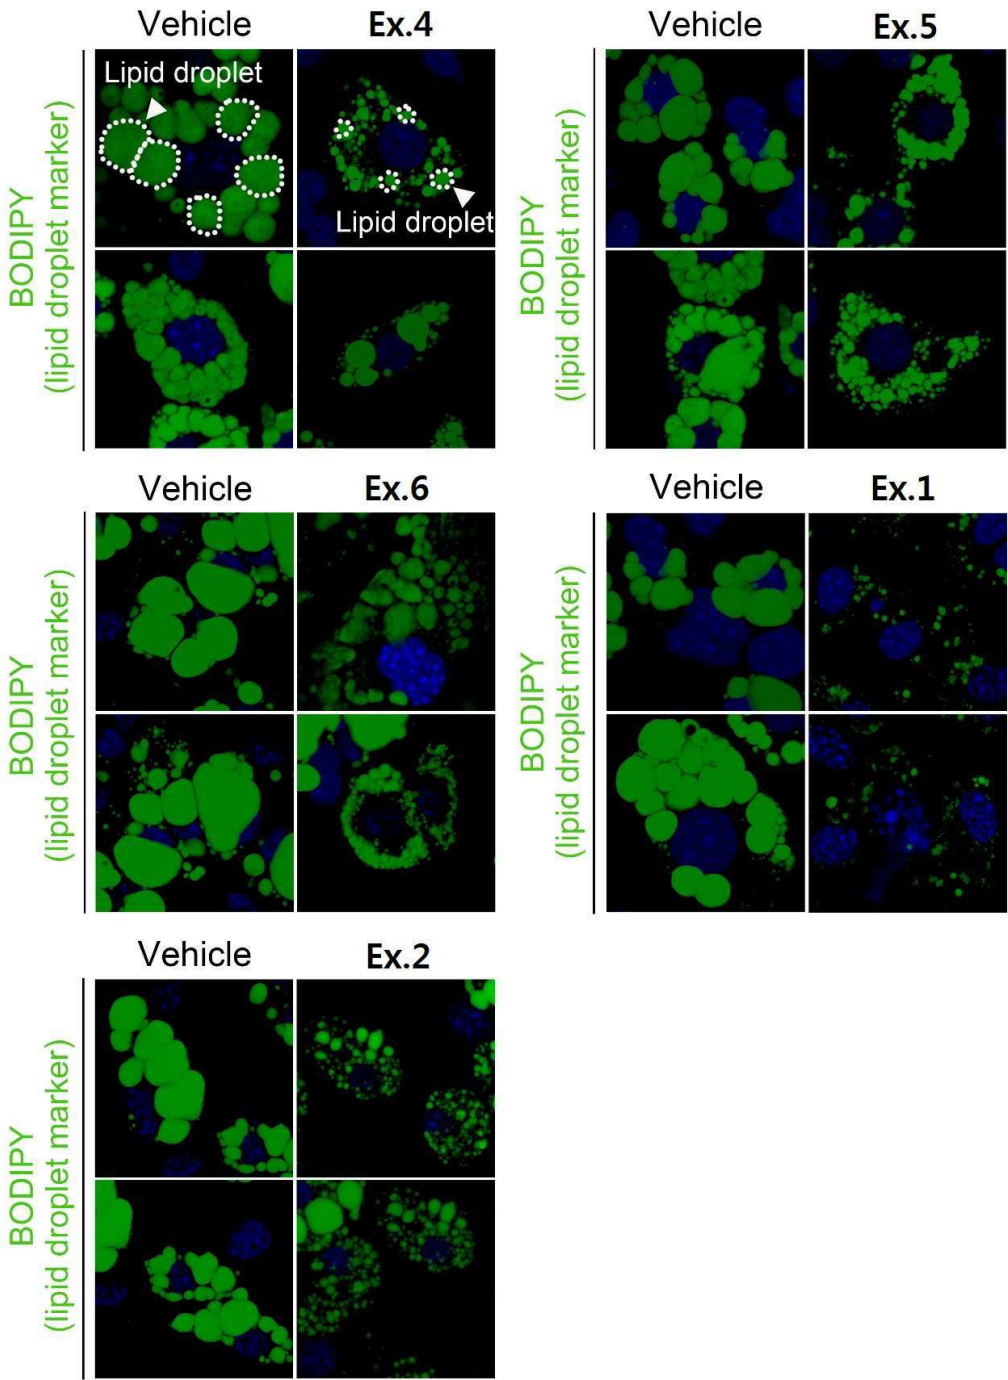 Vehicle
Ex.4
BODIPY
(lipid droplet marker)
Lipid droplet
Lipid droplet
Vehicle
Ex.5
BODIPY
(lipid droplet marker)
Vehicle
Ex.6
BODIPY
(lipid droplet marker)
Vehicle
Ex.1
BODIPY
(lipid droplet marker)
Vehicle
Ex.2
BODIPY
(lipid droplet marker)